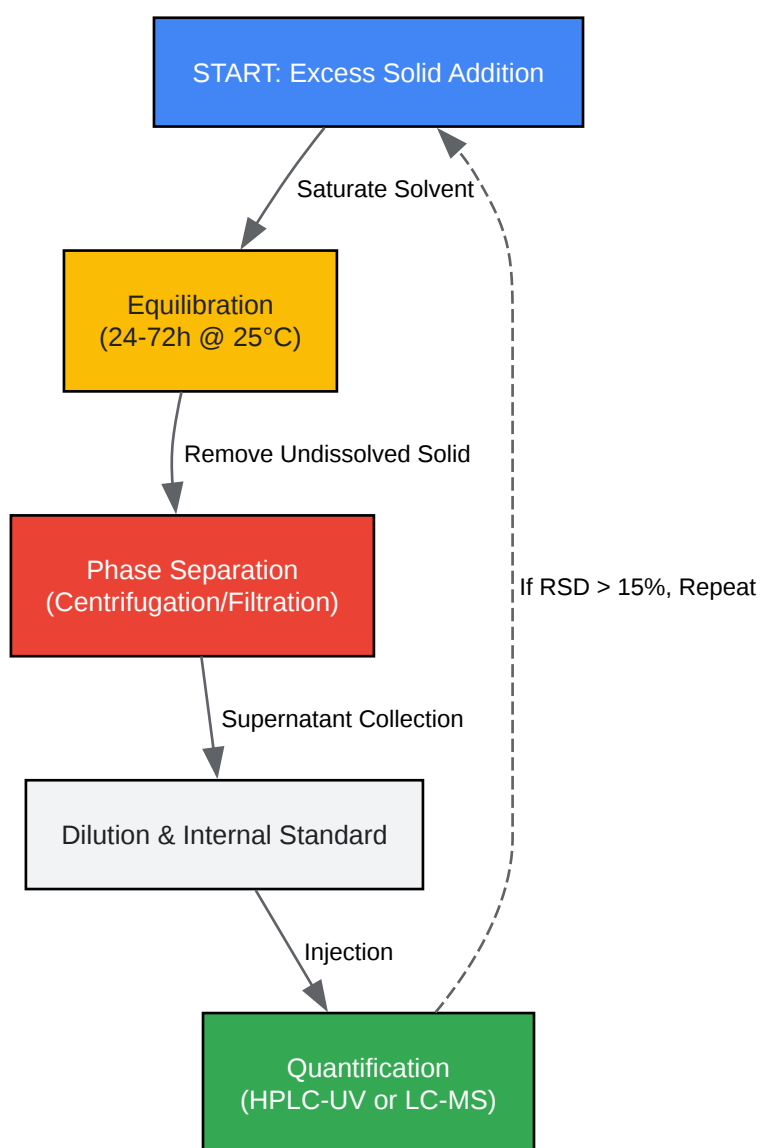 START: Excess Solid Addition
Saturate Solvent
Equilibration
(24-72h @ 25°C)
Remove Undissolved Solid
Phase Separation
(Centrifugation/Filtration)
If RSD > 15%, Repeat
Supernatant Collection
Dilution & Internal Standard
Injection
Quantification
(HPLC-UV or LC-MS)